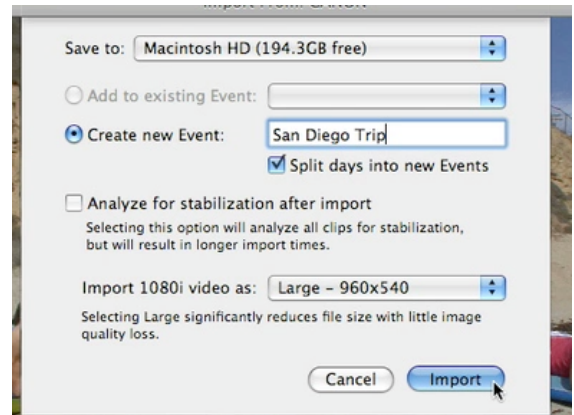 Import From: CANON
Save to: Macintosh HD (194.3GB free)
Add to existing Event:
Create new Event: San Diego Trip
Split days into new Events
Analyze for stabilization after import
Selecting this option will analyze all clips for stabilization,
but will result in longer import times.
Import 1080i video as: Large – 960x540
Selecting Large significantly reduces file size with little image
quality loss.
Cancel Import